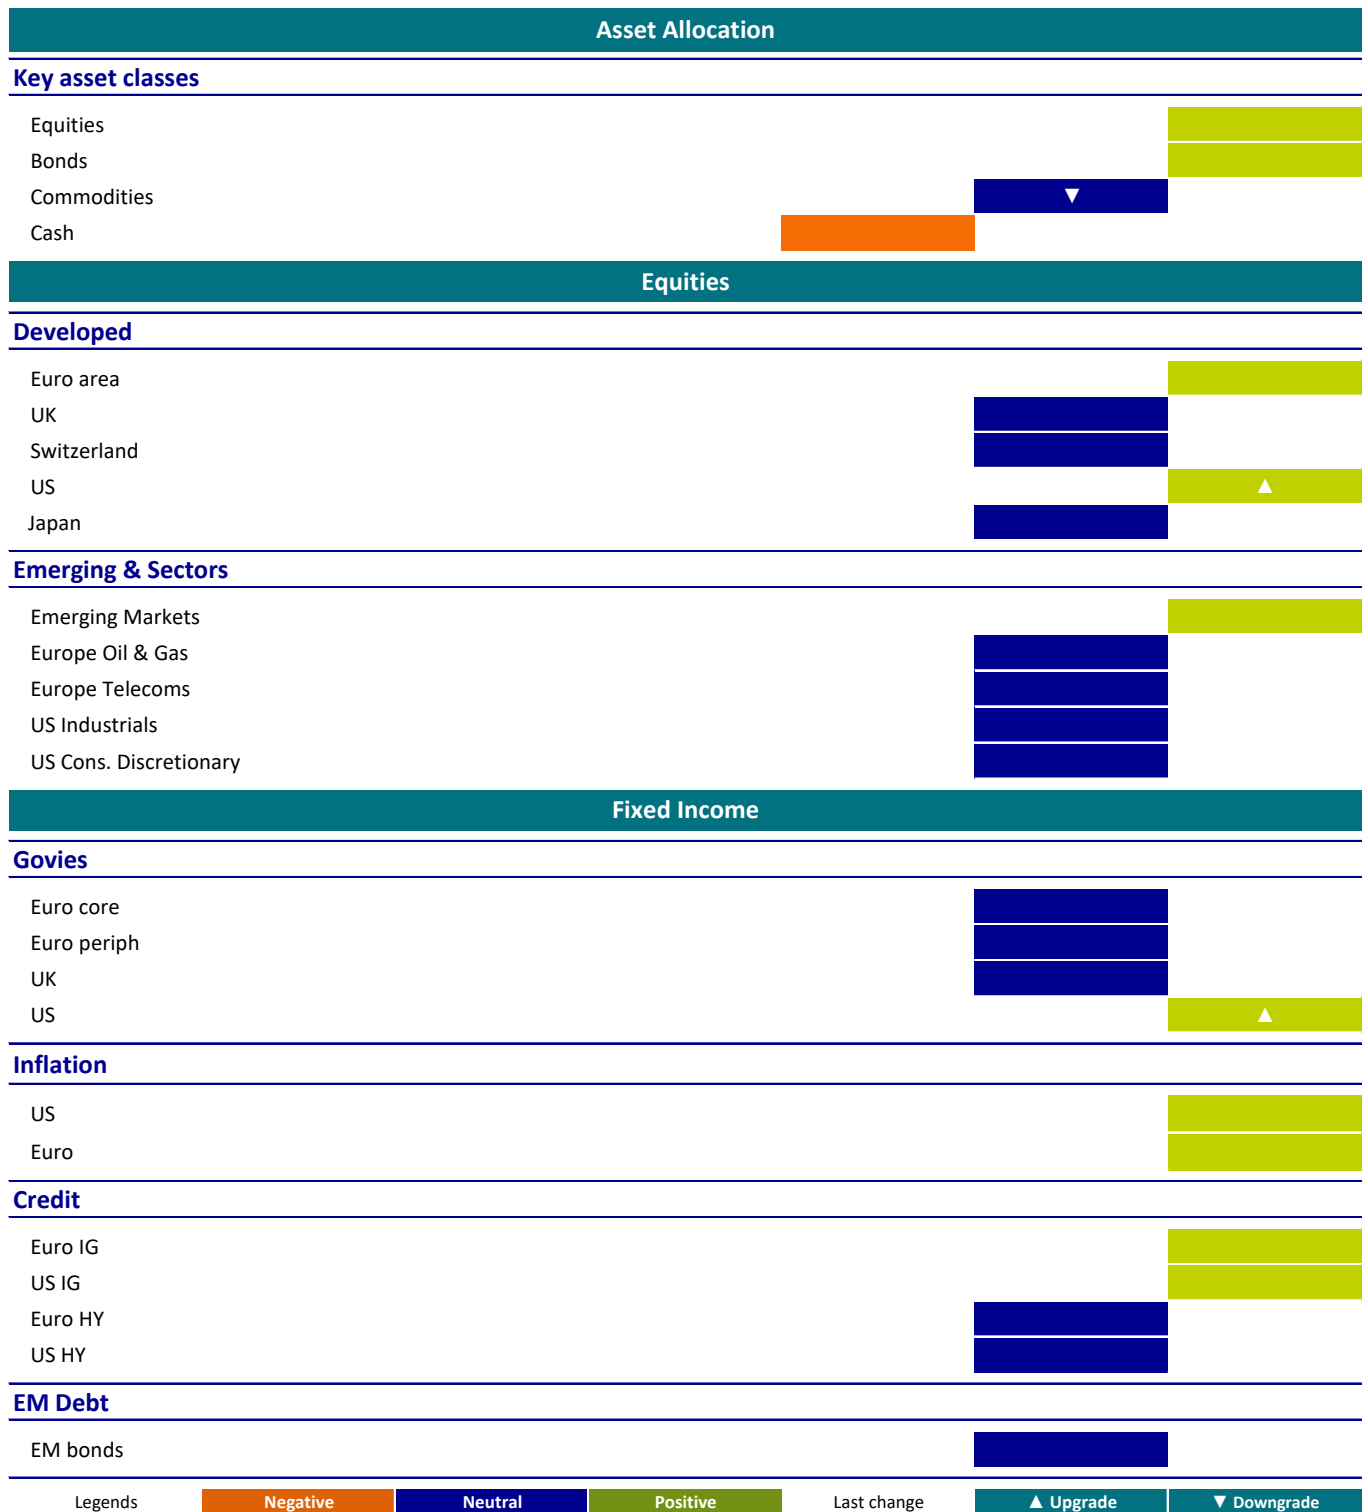 Asset Allocation
Key asset classes
Equities
Bonds
Commodities ▼
Cash
Equities
Developed
Euro area
UK
Switzerland
US ▲
Japan
Emerging & Sectors
Emerging Markets
Europe Oil & Gas
Europe Telecoms
US Industrials
US Cons. Discretionary
Fixed Income
Govies
Euro core
Euro periph
UK
US ▲
Inflation
US
Euro
Credit
Euro IG
US IG
Euro HY
US HY
EM Debt
EM bonds
Legends Negative Neutral Positive Last change ▲ Upgrade ▼ Downgrade